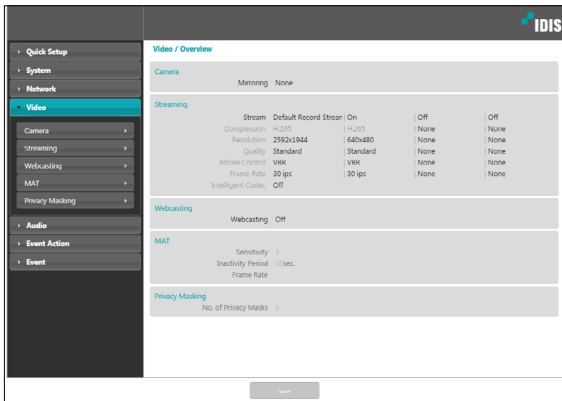 IDIS
Quick Setup
System
Network
Video
Camera
Streaming
Webcasting
MAT
Privacy Masking
Audio
Event Action
Event
Video / Overview
Camera
Mirroring None
Streaming
Stream Default Record Strear | On | Off | Off
Compression H.265 | H.265 | None | None
Resolution 2592x1944 | 640x480 | None | None
Quality Standard | Standard | None | None
Bitrate Control VBR | VBR | None | None
Frame Rate 30 ips | 30 ips | None | None
Intelligent Codec Off
Webcasting
Webcasting Off
MAT
Sensitivity
Inactivity Period
Frame Rate
Privacy Masking
No. of Privacy Masks 0
Save